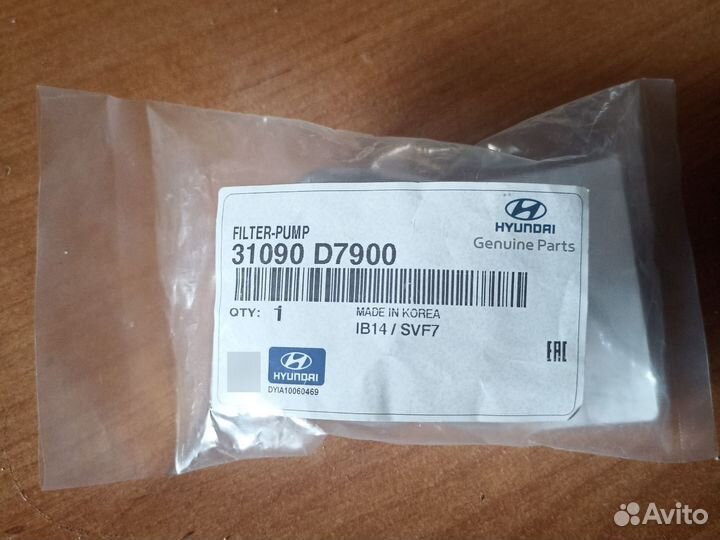 FILTER-PUMP
31090 D7900
HYUNDAI
Genuine Parts
QTY: 1
MADE IN KOREA
IB14 / SVF7
EAC
HYUNDAI
DYIA10060469
Avito